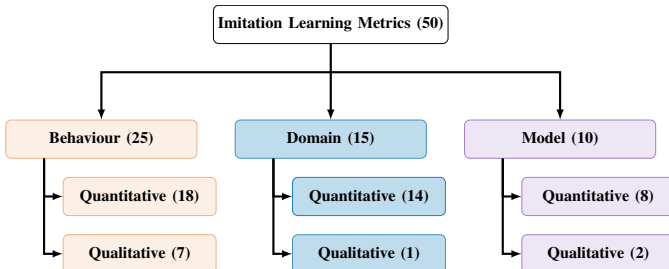 Imitation Learning Metrics (50)
Behaviour (25)
Domain (15)
Model (10)
Quantitative (18)
Quantitative (14)
Quantitative (8)
Qualitative (7)
Qualitative (1)
Qualitative (2)